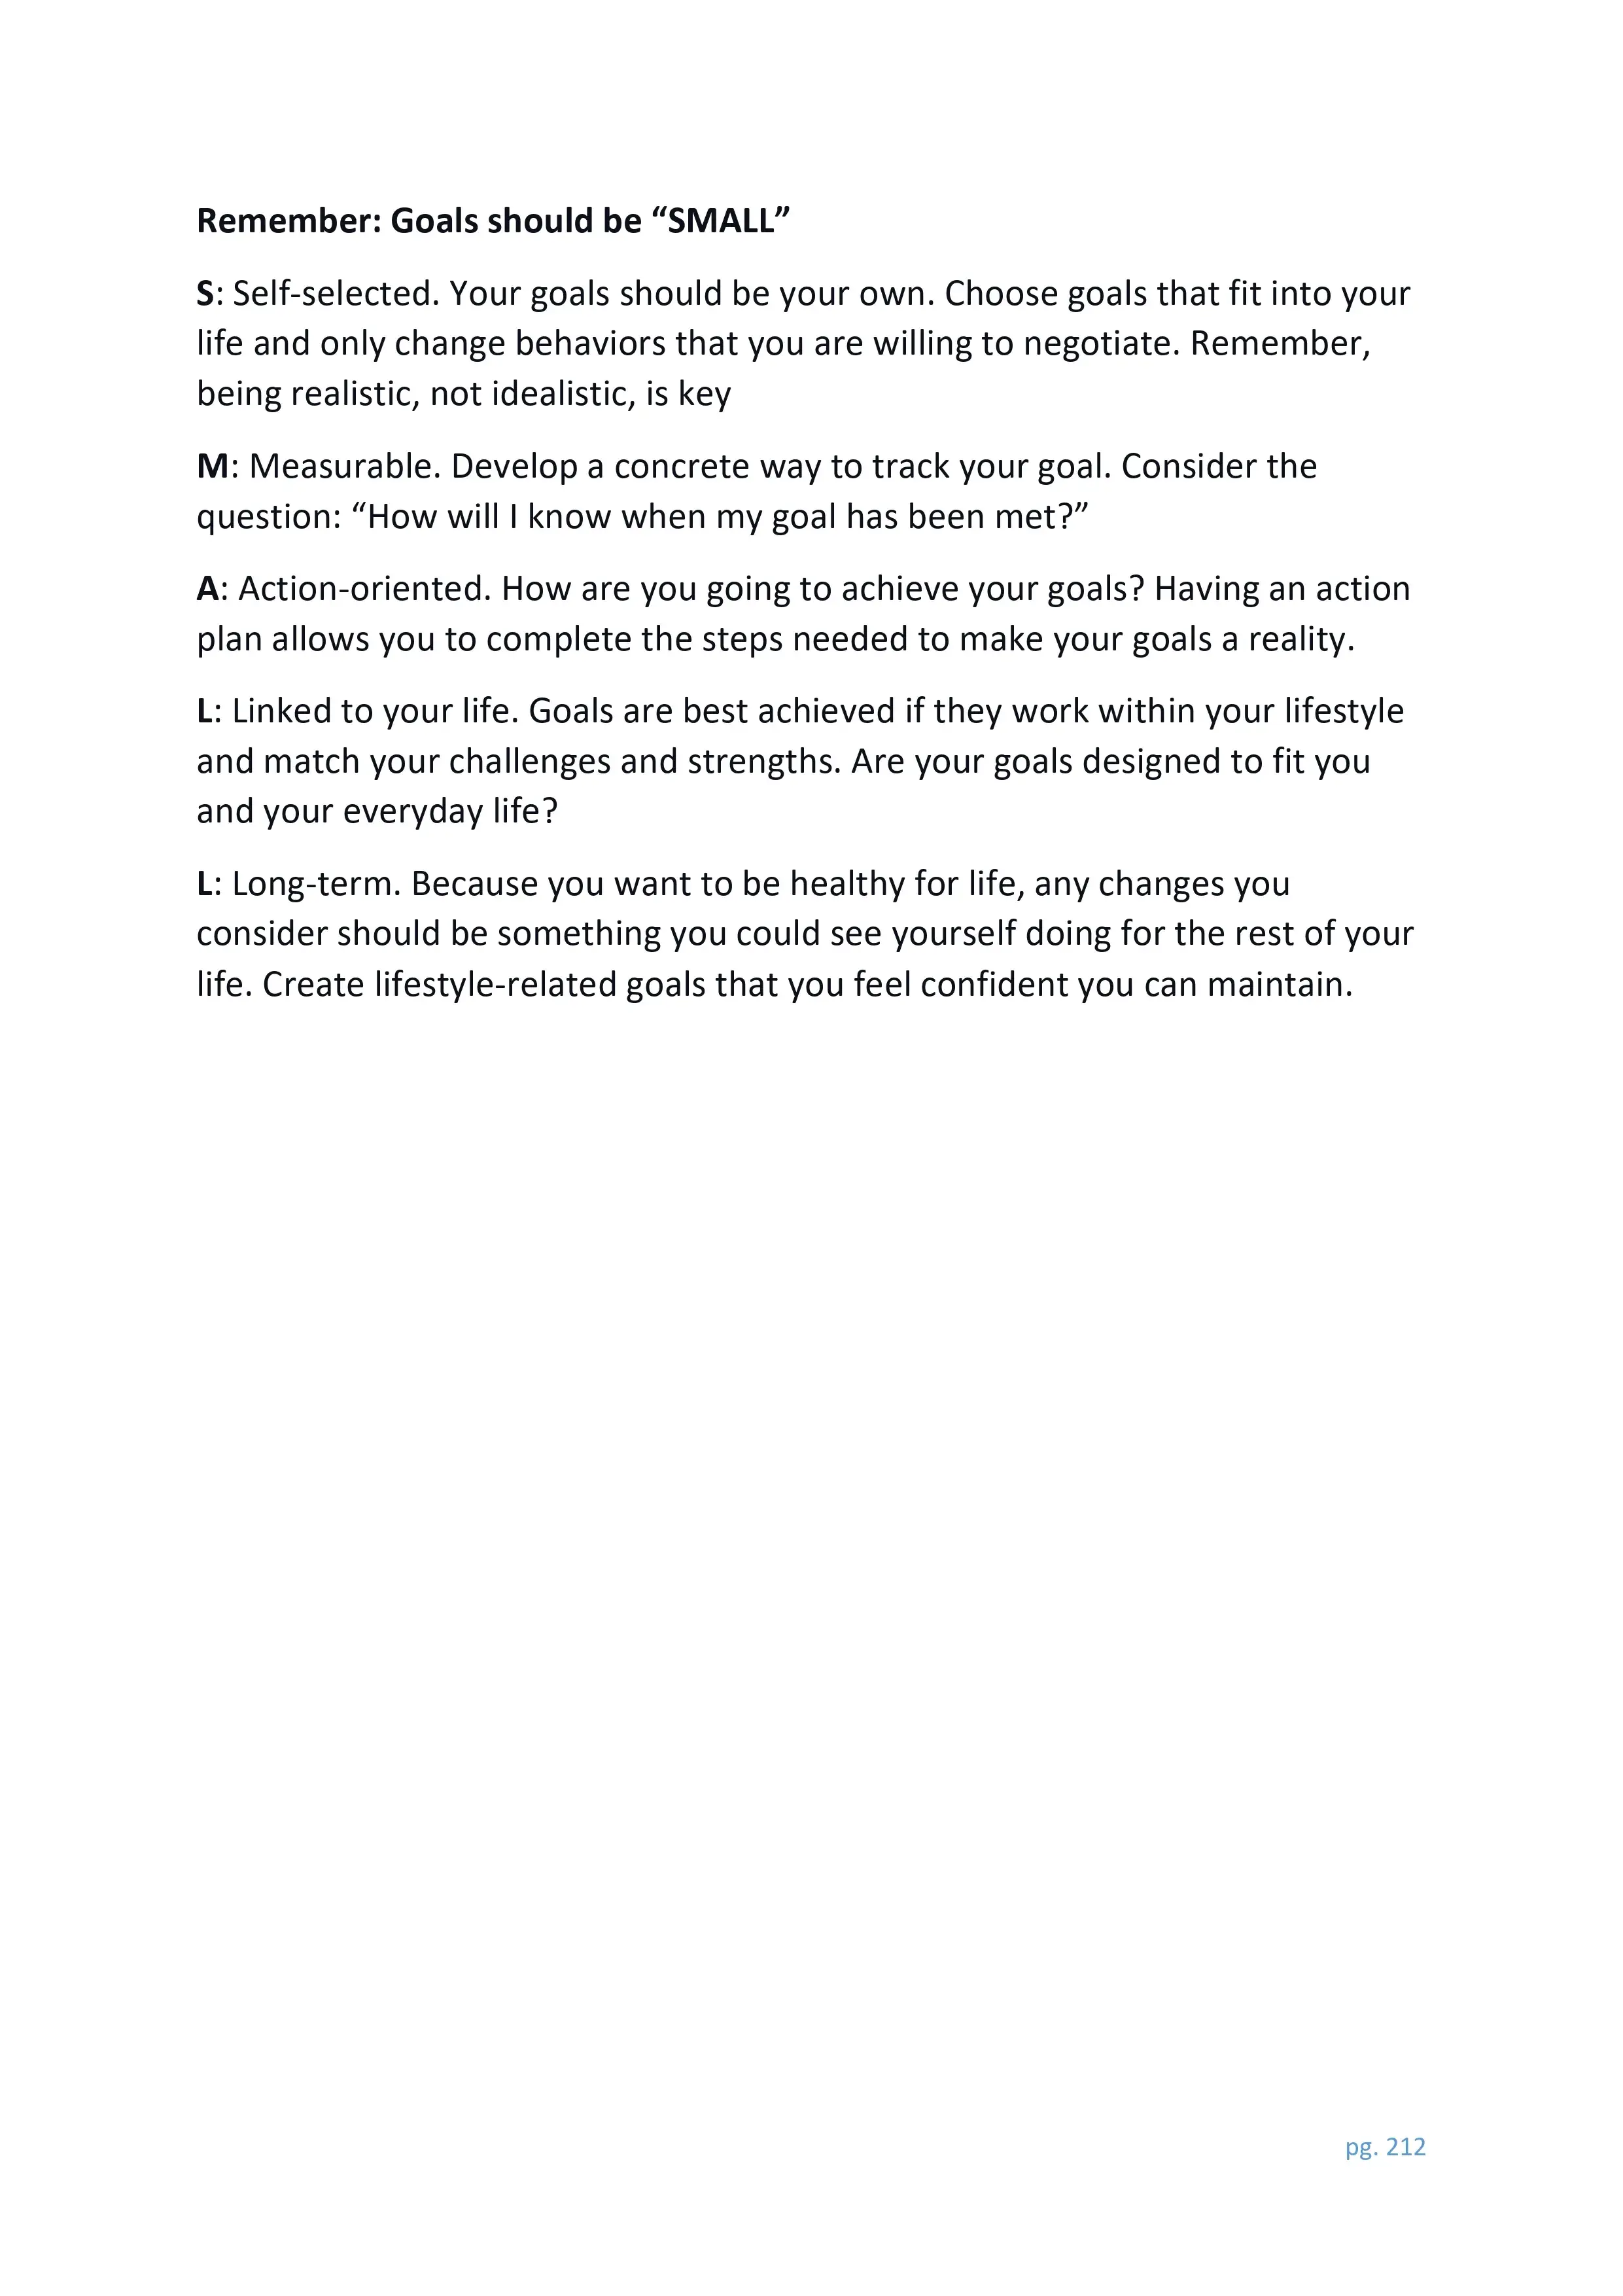 Remember: Goals should be “SMALL”
S: Self-selected. Your goals should be your own. Choose goals that fit into your
life and only change behaviors that you are willing to negotiate. Remember,
being realistic, not idealistic, is key
M: Measurable. Develop a concrete way to track your goal. Consider the
question: “How will I know when my goal has been met?”
A: Action-oriented. How are you going to achieve your goals? Having an action
plan allows you to complete the steps needed to make your goals a reality.
L: Linked to your life. Goals are best achieved if they work within your lifestyle
and match your challenges and strengths. Are your goals designed to fit you
and your everyday life?
L: Long-term. Because you want to be healthy for life, any changes you
consider should be something you could see yourself doing for the rest of your
life. Create lifestyle-related goals that you feel confident you can maintain.
pg. 212